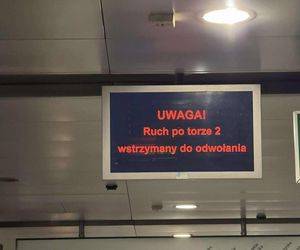 UWAGA!
Ruch po torze 2
wstrzymany do odwołania